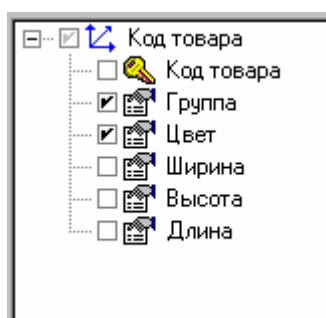 Код товара
Код товара
Группа
Цвет
Ширина
Высота
Длина